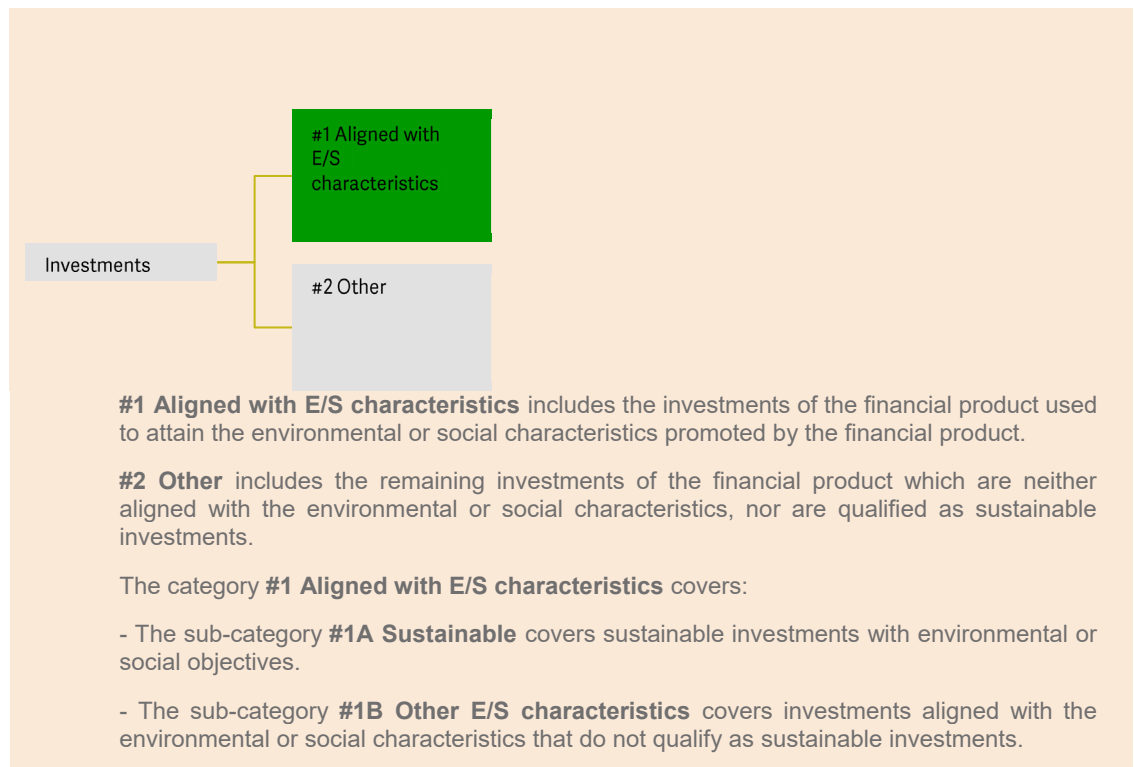 #1 Aligned with
E/S
characteristics
Investments
#2 Other
#1 Aligned with E/S characteristics includes the investments of the financial product used
to attain the environmental or social characteristics promoted by the financial product.
#2 Other includes the remaining investments of the financial product which are neither
aligned with the environmental or social characteristics, nor are qualified as sustainable
investments.
The category #1 Aligned with E/S characteristics covers:
- The sub-category #1A Sustainable covers sustainable investments with environmental or
social objectives.
- The sub-category #1B Other E/S characteristics covers investments aligned with the
environmental or social characteristics that do not qualify as sustainable investments.